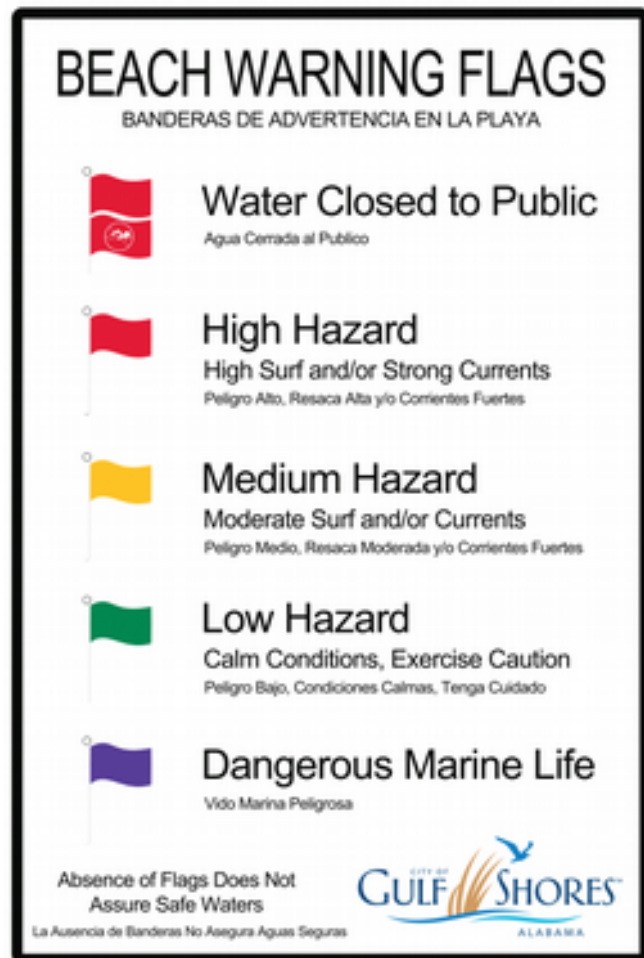 BEACH WARNING FLAGS
BANDERAS DE ADVERTENCIA EN LA PLAYA
Water Closed to Public
Agua Cerrada al Publico
High Hazard
High Surf and/or Strong Currents
Peligro Alto, Resaca Alta y/o Corrientes Fuertes
Medium Hazard
Moderate Surf and/or Currents
Peligro Medio, Resaca Moderada y/o Corrientes Fuertes
Low Hazard
Calm Conditions, Exercise Caution
Peligro Bajo, Condiciones Calmas, Tenga Cuidado
Dangerous Marine Life
Vido Marina Peligrosa
Absence of Flags Does Not
Assure Safe Waters
La Ausencia de Banderas No Asegura Aguas Seguras
CITY OF
GULF SHORES
ALABAMA